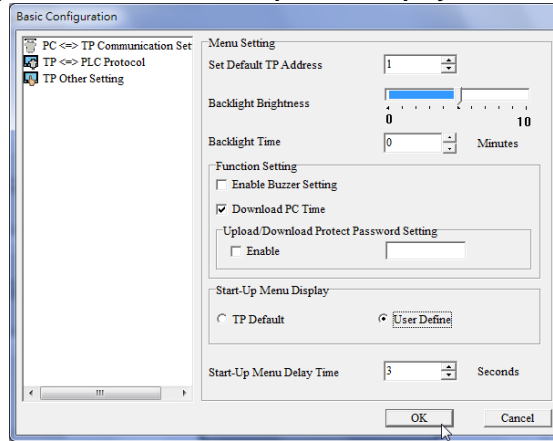 Basic Configuration
PC <=> TP Communication Set
TP <=> PLC Protocol
TP Other Setting
Menu Setting
Set Default TP Address
1
Backlight Brightness
0
10
Backlight Time
0
Minutes
Function Setting
Enable Buzzer Setting
Download PC Time
Upload/Download Protect Password Setting
Enable
Start-Up Menu Display
TP Default
User Define
Start-Up Menu Delay Time
3
Seconds
OK
Cancel